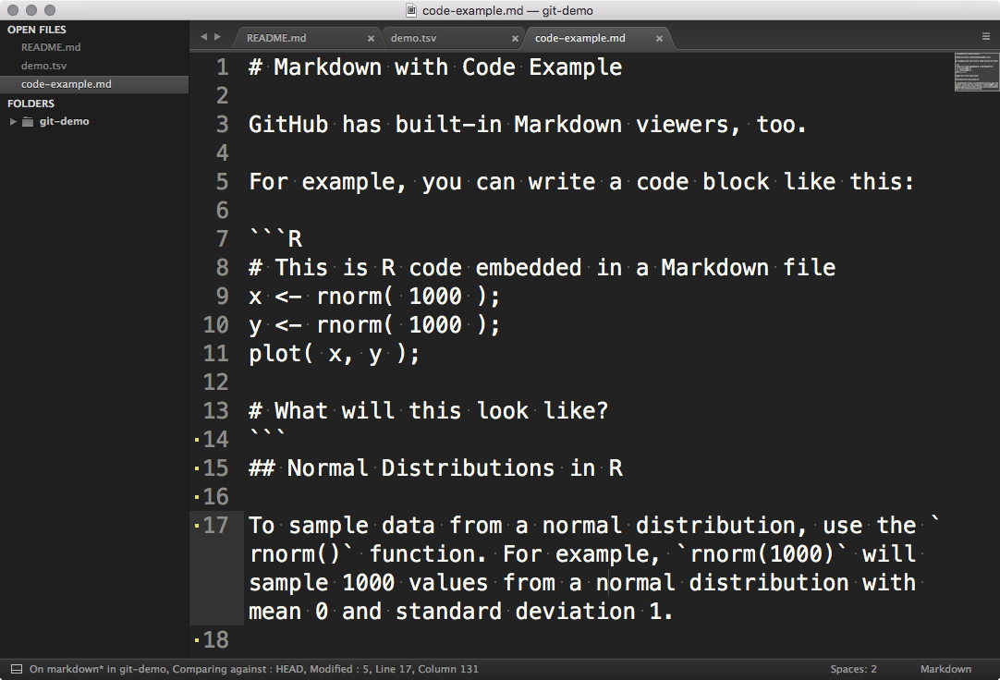 code-example.md — git-demo
OPEN FILES
README.md
demo.tsv
code-example.md
FOLDERS
git-demo
README.md
demo.tsv
code-example.md
1 # Markdown with Code Example
2
3 GitHub has built-in Markdown viewers, too.
4
5 For example, you can write a code block like this:
6
7 ```R
8 # This is R code embedded in a Markdown file
9 x <- rnorm( 1000 );
10 y <- rnorm( 1000 );
11 plot( x, y );
12
13 # What will this look like?
14 ```
15 ## Normal Distributions in R
16
17 To sample data from a normal distribution, use the `
rnorm()` function. For example, `rnorm(1000)` will
sample 1000 values from a normal distribution with
mean 0 and standard deviation 1.
18
On markdown* in git-demo, Comparing against : HEAD, Modified : 5, Line 17, Column 131
Spaces: 2
Markdown